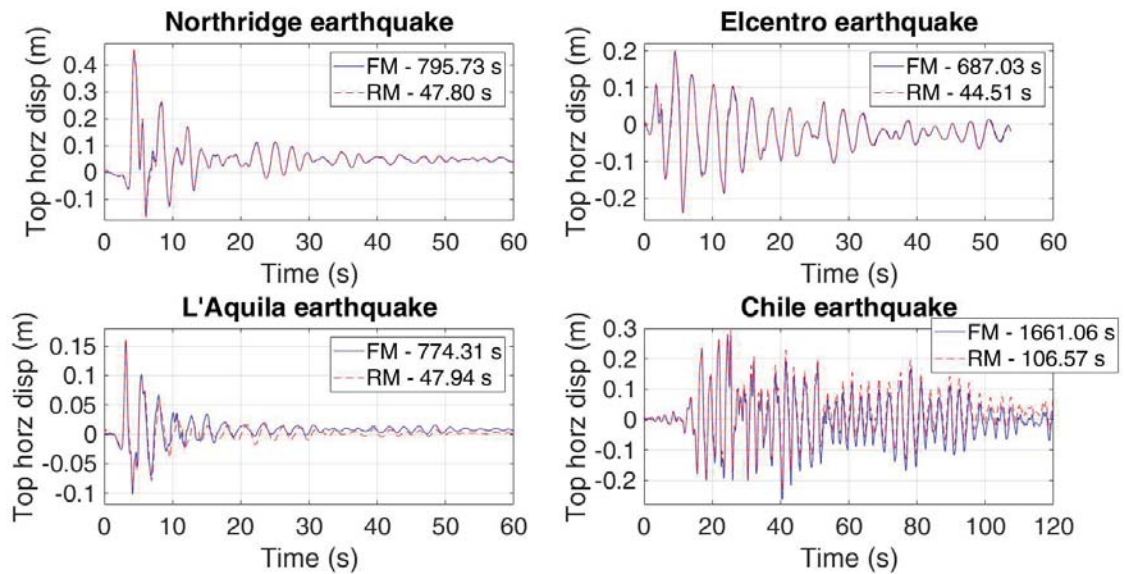 Northridge earthquake
Top horz disp (m)
0.4
0.3
0.2
0.1
0
-0.1
FM - 795.73 s
RM - 47.80 s
0 10 20 30 40 50 60
Time (s)
Elcentro earthquake
Top horz disp (m)
0.2
0.1
0
-0.1
-0.2
FM - 687.03 s
RM - 44.51 s
0 10 20 30 40 50 60
Time (s)
L'Aquila earthquake
Top horz disp (m)
0.15
0.1
0.05
0
-0.05
-0.1
FM - 774.31 s
RM - 47.94 s
0 10 20 30 40 50 60
Time (s)
Chile earthquake
Top horz disp (m)
0.3
0.2
0.1
0
-0.1
-0.2
FM - 1661.06 s
RM - 106.57 s
0 20 40 60 80 100 120
Time (s)